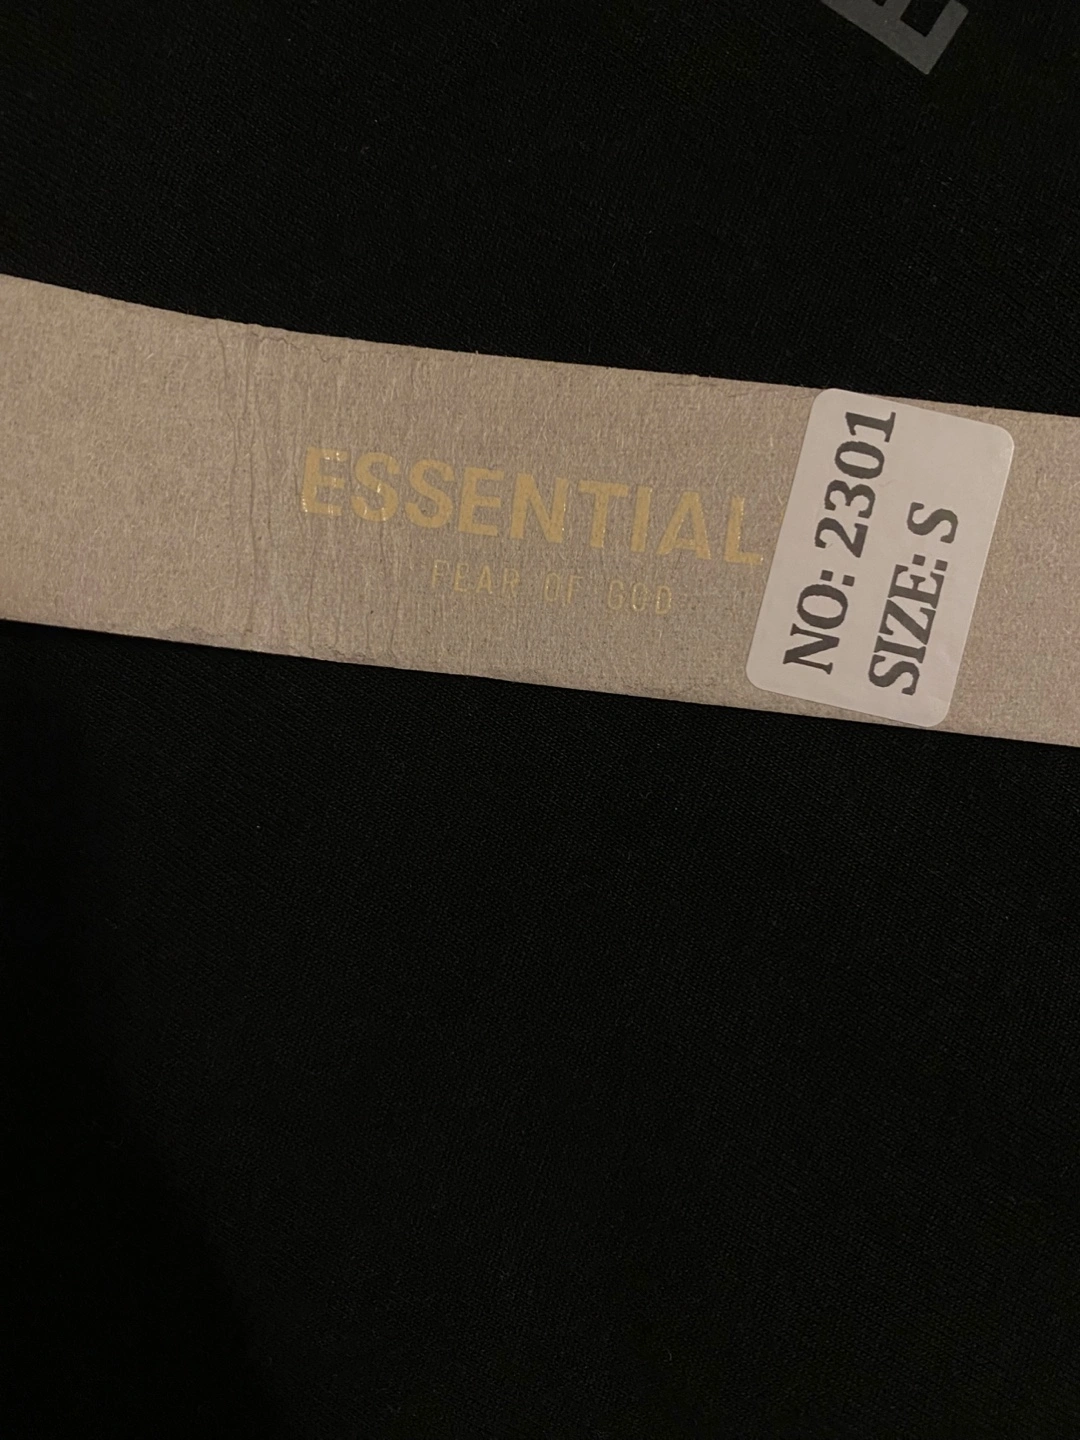 E
ESSENTIAL
FEAR OF GOD
NO: 2301
SIZE: S